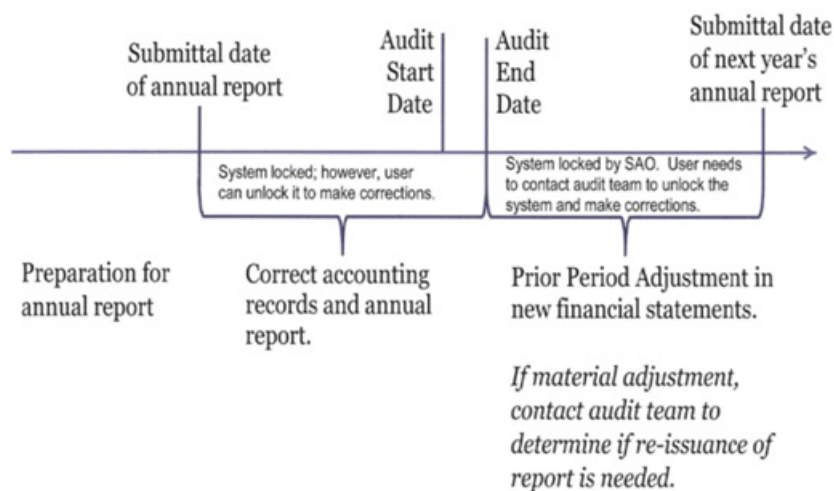 Submittal date
of annual report
Audit
Start
Date
Audit
End
Date
Submittal date
of next year's
annual report
System locked; however, user
can unlock it to make corrections.
System locked by SAO. User needs
to contact audit team to unlock the
system and make corrections.
Preparation for
annual report
Correct accounting
records and annual
report.
Prior Period Adjustment in
new financial statements.
If material adjustment,
contact audit team to
determine if re-issuance of
report is needed.